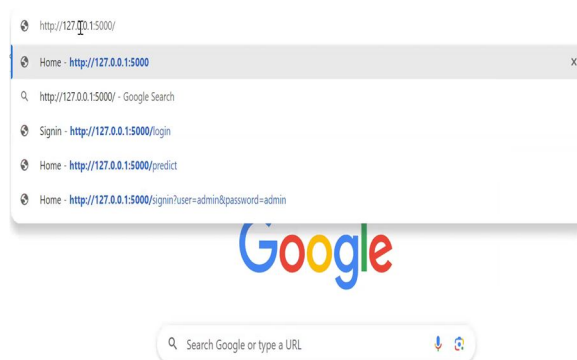 http://127.0.0.1:5000/
Home - http://127.0.0.1:5000
x
http://127.0.0.1:5000/ - Google Search
Signin - http://127.0.0.1:5000/login
Home - http://127.0.0.1:5000/predict
Home - http://127.0.0.1:5000/signin?user=admin&password=admin
Google
Search Google or type a URL